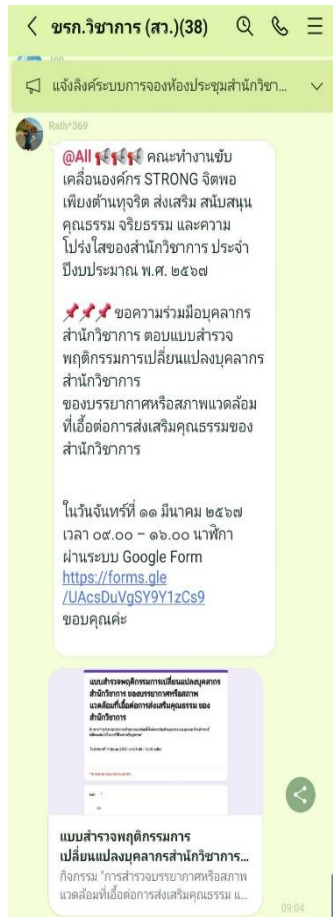 ขรก.วิชาการ (สว.)(38)
แจ้งลิงค์ระบบการจองห้องประชุมสำนักวิชา...
Rath*369
@All คณะทำงานขับ
เคลื่อนองค์กร STRONG จิตพอ
เพียงต้านทุจริต ส่งเสริม สนับสนุน
คุณธรรม จริยธรรม และความ
โปร่งใสของสำนักวิชาการ ประจำ
ปีงบประมาณ พ.ศ. ๒๕๖๗
ขอความร่วมมือบุคลากร
สำนักวิชาการ ตอบแบบสำรวจ
พฤติกรรมการเปลี่ยนแปลงบุคลากร
สำนักวิชาการ
ของบรรยากาศหรือสภาพแวดล้อม
ที่เอื้อต่อการส่งเสริมคุณธรรมของ
สำนักวิชาการ
ในวันจันทร์ที่ ๑๑ มีนาคม ๒๕๖๗
เวลา ๐๙.๐๐ – ๑๖.๐๐ นาฬิกา
ผ่านระบบ Google Form
https://forms.gle
/UAcsDuVgSY9Y1zCs9
ขอบคุณค่ะ
แบบสำรวจพฤติกรรมการเปลี่ยนแปลงบุคลากร
สำนักวิชาการ ของบรรยากาศหรือสภาพ
แวดล้อมที่เอื้อต่อการส่งเสริมคุณธรรม ของ
สำนักวิชาการ
แบบสำรวจพฤติกรรมการ
เปลี่ยนแปลงบุคลากรสำนักวิชาการ...
กิจกรรม "การสำรวจบรรยากาศหรือสภาพ
แวดล้อมที่เอื้อต่อการส่งเสริมคุณธรรม แ...
09:04